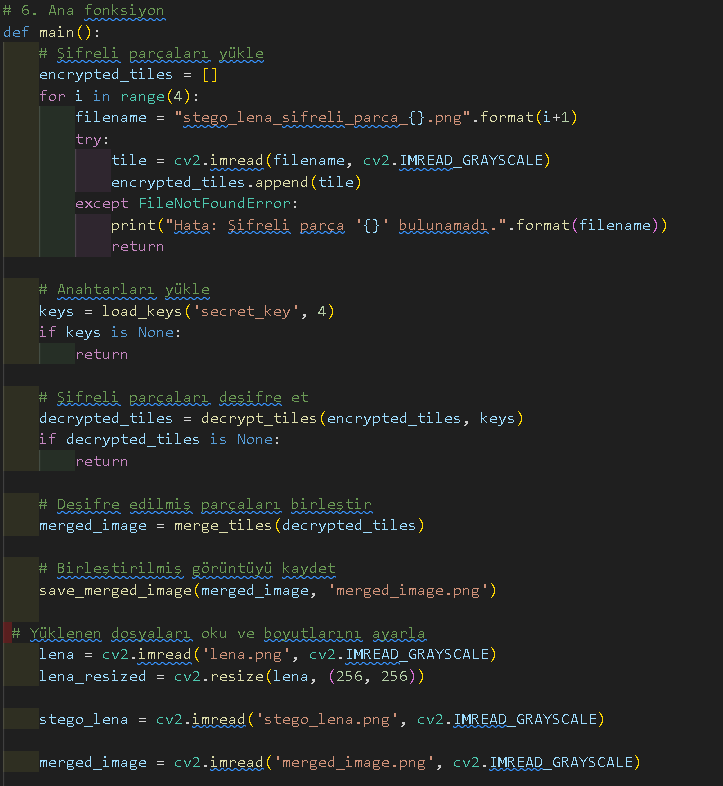 # 6. Ana fonksiyon
def main():
    # Şifreli parçaları yükle
    encrypted_tiles = []
    for i in range(4):
        filename = "stego_lena_sifreli_parca_{}.png".format(i+1)
        try:
            tile = cv2.imread(filename, cv2.IMREAD_GRAYSCALE)
            encrypted_tiles.append(tile)
        except FileNotFoundError:
            print("Hata: Şifreli parça '{}' bulunamadı.".format(filename))
            return
    # Anahtarları yükle
    keys = load_keys('secret_key', 4)
    if keys is None:
        return
    # Şifreli parçaları deşifre et
    decrypted_tiles = decrypt_tiles(encrypted_tiles, keys)
    if decrypted_tiles is None:
        return
    # Deşifre edilmiş parçaları birleştir
    merged_image = merge_tiles(decrypted_tiles)
    # Birleştirilmiş görüntüyü kaydet
    save_merged_image(merged_image, 'merged_image.png')
 # Yüklenen dosyaları oku ve boyutlarını ayarla
    lena = cv2.imread('lena.png', cv2.IMREAD_GRAYSCALE)
    lena_resized = cv2.resize(lena, (256, 256))
    stego_lena = cv2.imread('stego_lena.png', cv2.IMREAD_GRAYSCALE)
    merged_image = cv2.imread('merged_image.png', cv2.IMREAD_GRAYSCALE)